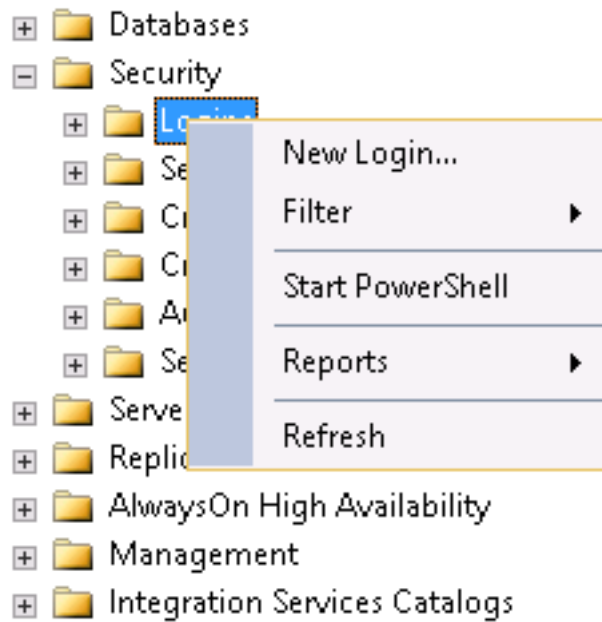 Databases
Security
New Login...
Filter
Start PowerShell
Reports
Refresh
AlwaysOn High Availability
Management
Integration Services Catalogs